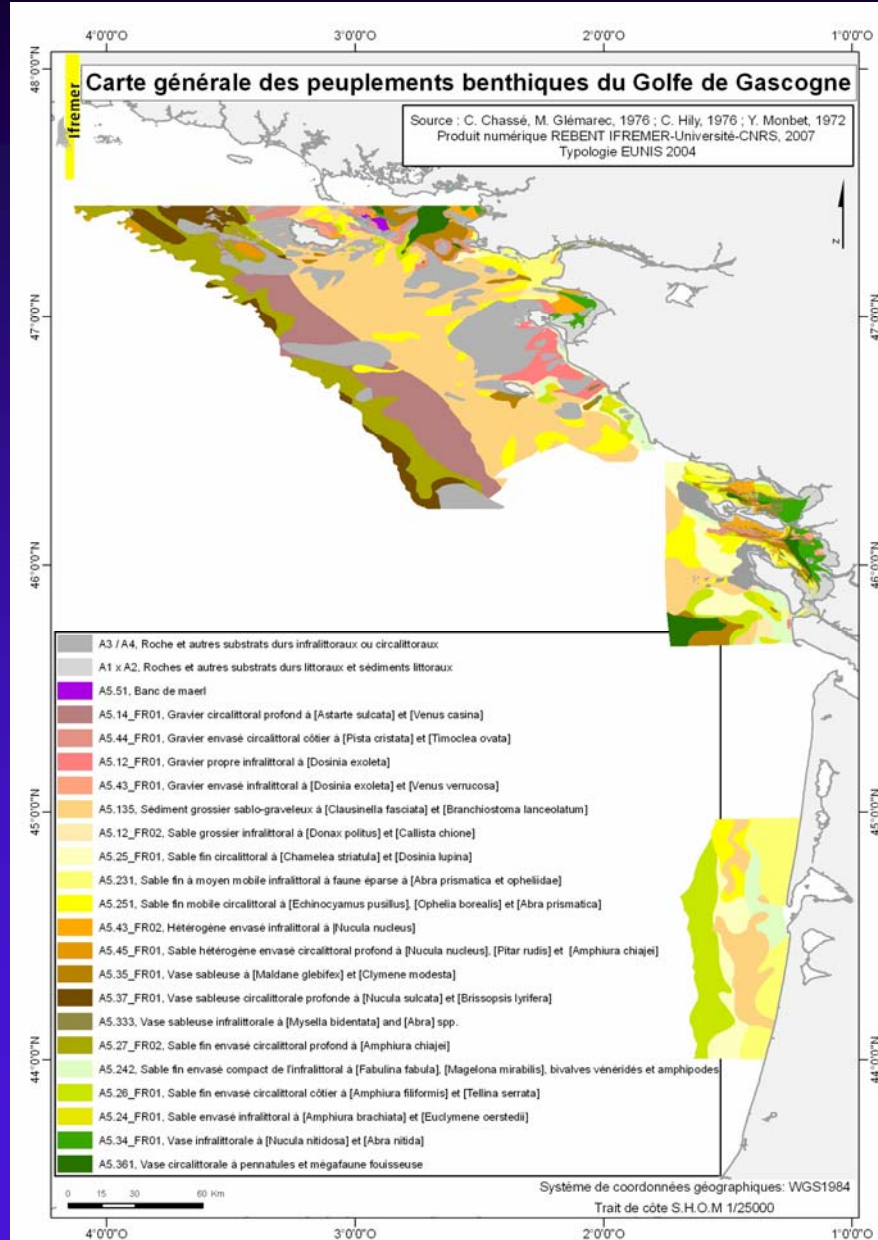 4°0'0"N 3°0'0"N 2°0'0"N 1°0'0"N
48°0'0"N
Ifremer
Carte générale des peuplements benthiques du Golfe de Gascogne
Source : C. Chassé, M. Glémarec, 1976 ; C. Hily, 1976 ; Y. Monbet, 1972
Produit numérique REBENT IFREMER-Université-CNRS, 2007
Typologie EUNIS 2004
48°0'0"N
N
47°0'0"N
47°0'0"N
46°0'0"N
46°0'0"N
A3 / A4, Roche et autres substrats durs infralittoraux ou circalittoraux
A1 x A2, Roches et autres substrats durs littoraux et sédiments littoraux
A5.51, Banc de maerl
A5.14_FR01, Gravier circalittoral profond à [Astarte sulcata] et [Venus casina]
A5.44_FR01, Gravier envasé circalittoral côtier à [Pista cristata] et [Timoclea ovata]
A5.12_FR01, Gravier propre infralittoral à [Dosinia exoleta]
A5.43_FR01, Gravier envasé infralittoral à [Dosinia exoleta] et [Venus verrucosa]
A5.135, Sédiment grossier sablo-graveleux à [Clausinella fasciata] et [Branchiostoma lanceolatum]
A5.12_FR02, Sable grossier infralittoral à [Donax politus] et [Callista chione]
A5.25_FR01, Sable fin circalittoral à [Chamelea striatula] et [Dosinia lupina]
A5.231, Sable fin à moyen mobile infralittoral à faune éparse à [Abra prismatica et opheliidae]
A5.251, Sable fin mobile circalittoral à [Echinocyamus pusillus], [Ophelia borealis] et [Abra prismatica]
A5.43_FR02, Hétérogène envasé infralittoral à [Nucula nucleus]
A5.45_FR01, Sable hétérogène envasé circalittoral profond à [Nucula nucleus], [Pitar rudis] et [Amphiura chiajei]
A5.35_FR01, Vase sableuse à [Maldane glebifex] et [Clymene modesta]
A5.37_FR01, Vase sableuse circalittorale profonde à [Nucula sulcata] et [Brissopsis lyrifera]
A5.333, Vase sableuse infralittorale à [Mysella bidentata] and [Abra] spp.
A5.27_FR02, Sable fin envasé circalittoral profond à [Amphiura chiajei]
A5.242, Sable fin envasé compact de l'infralittoral à [Fabulina fabula], [Magelona mirabilis], bivalves vénéridés et amphipodes
A5.26_FR01, Sable fin envasé circalittoral côtier à [Amphiura filiformis] et [Tellina serrata]
A5.24_FR01, Sable envasé infralittoral à [Amphiura brachiata] et [Euclymene oerstedii]
A5.34_FR01, Vase infralittorale à [Nucula nitidosa] et [Abra nitida]
A5.361, Vase circalittorale à pennatules et mégafaune fouisseuse
45°0'0"N
45°0'0"N
44°0'0"N
44°0'0"N
0 15 30 60 Km
Système de coordonnées géographiques: WGS1984
Trait de côte S.H.O.M 1/25000
4°0'0"O 3°0'0"O 2°0'0"O 1°0'0"O